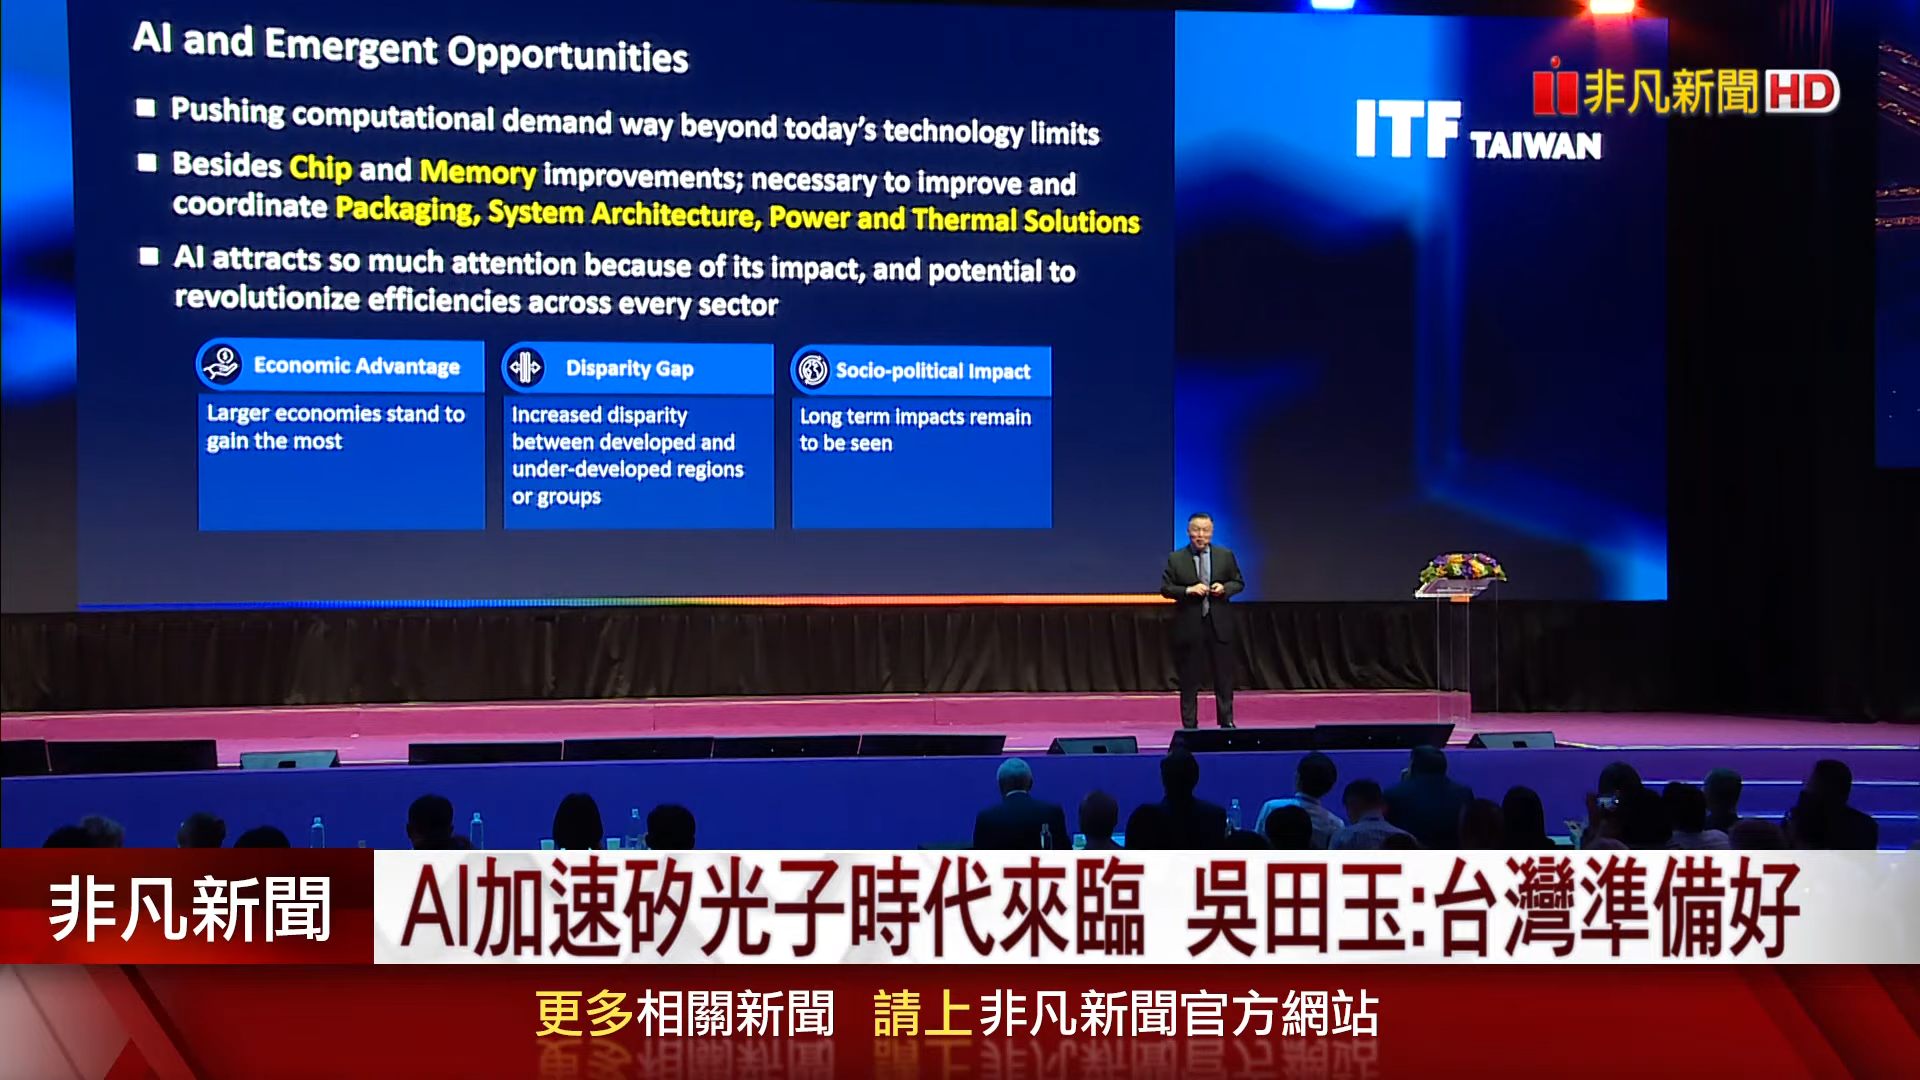 AI and Emergent Opportunities
Pushing computational demand way beyond today's technology limits
Besides Chip and Memory improvements; necessary to improve and
coordinate Packaging, System Architecture, Power and Thermal Solutions
AI attracts so much attention because of its impact, and potential to
revolutionize efficiencies across every sector
Economic Advantage
Larger economies stand to
gain the most
Disparity Gap
Increased disparity
between developed and
under-developed regions
or groups
Socio-political Impact
Long term impacts remain
to be seen
非凡新聞HD
ITF TAIWAN
非凡新聞
AI加速矽光子時代來臨 吳田玉:台灣準備好
更多相關新聞 請上非凡新聞官方網站